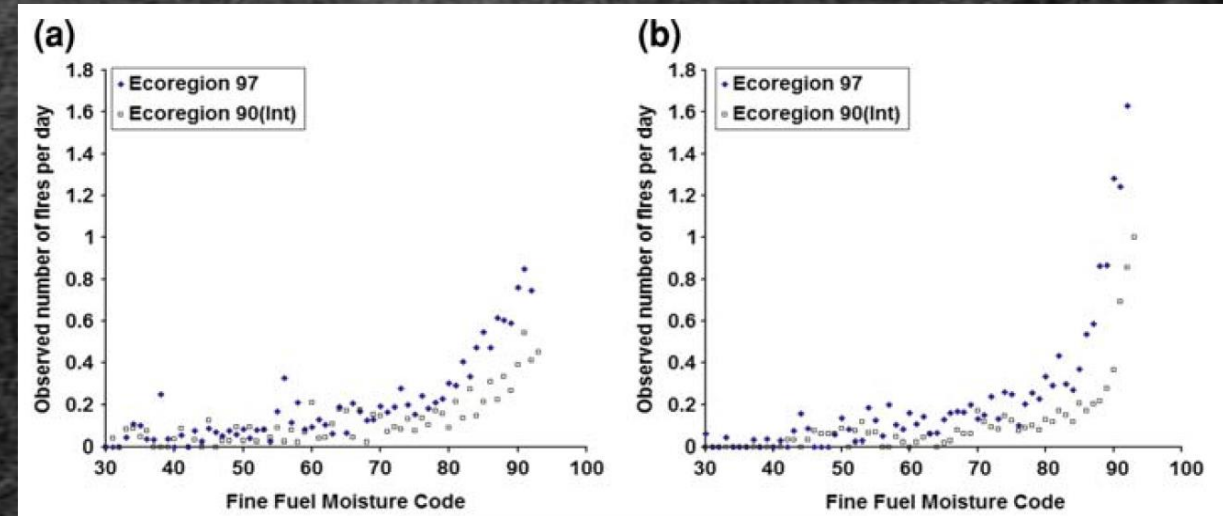 (a)
1.8
1.6
1.4
1.2
1
0.8
0.6
0.4
0.2
0
30 40 50 60 70 80 90 100
Observed number of fires per day
Fine Fuel Moisture Code
Ecoregion 97
Ecoregion 90(Int)
(b)
1.8
1.6
1.4
1.2
1
0.8
0.6
0.4
0.2
0
30 40 50 60 70 80 90 100
Observed number of fires per day
Fine Fuel Moisture Code
Ecoregion 97
Ecoregion 90(Int)